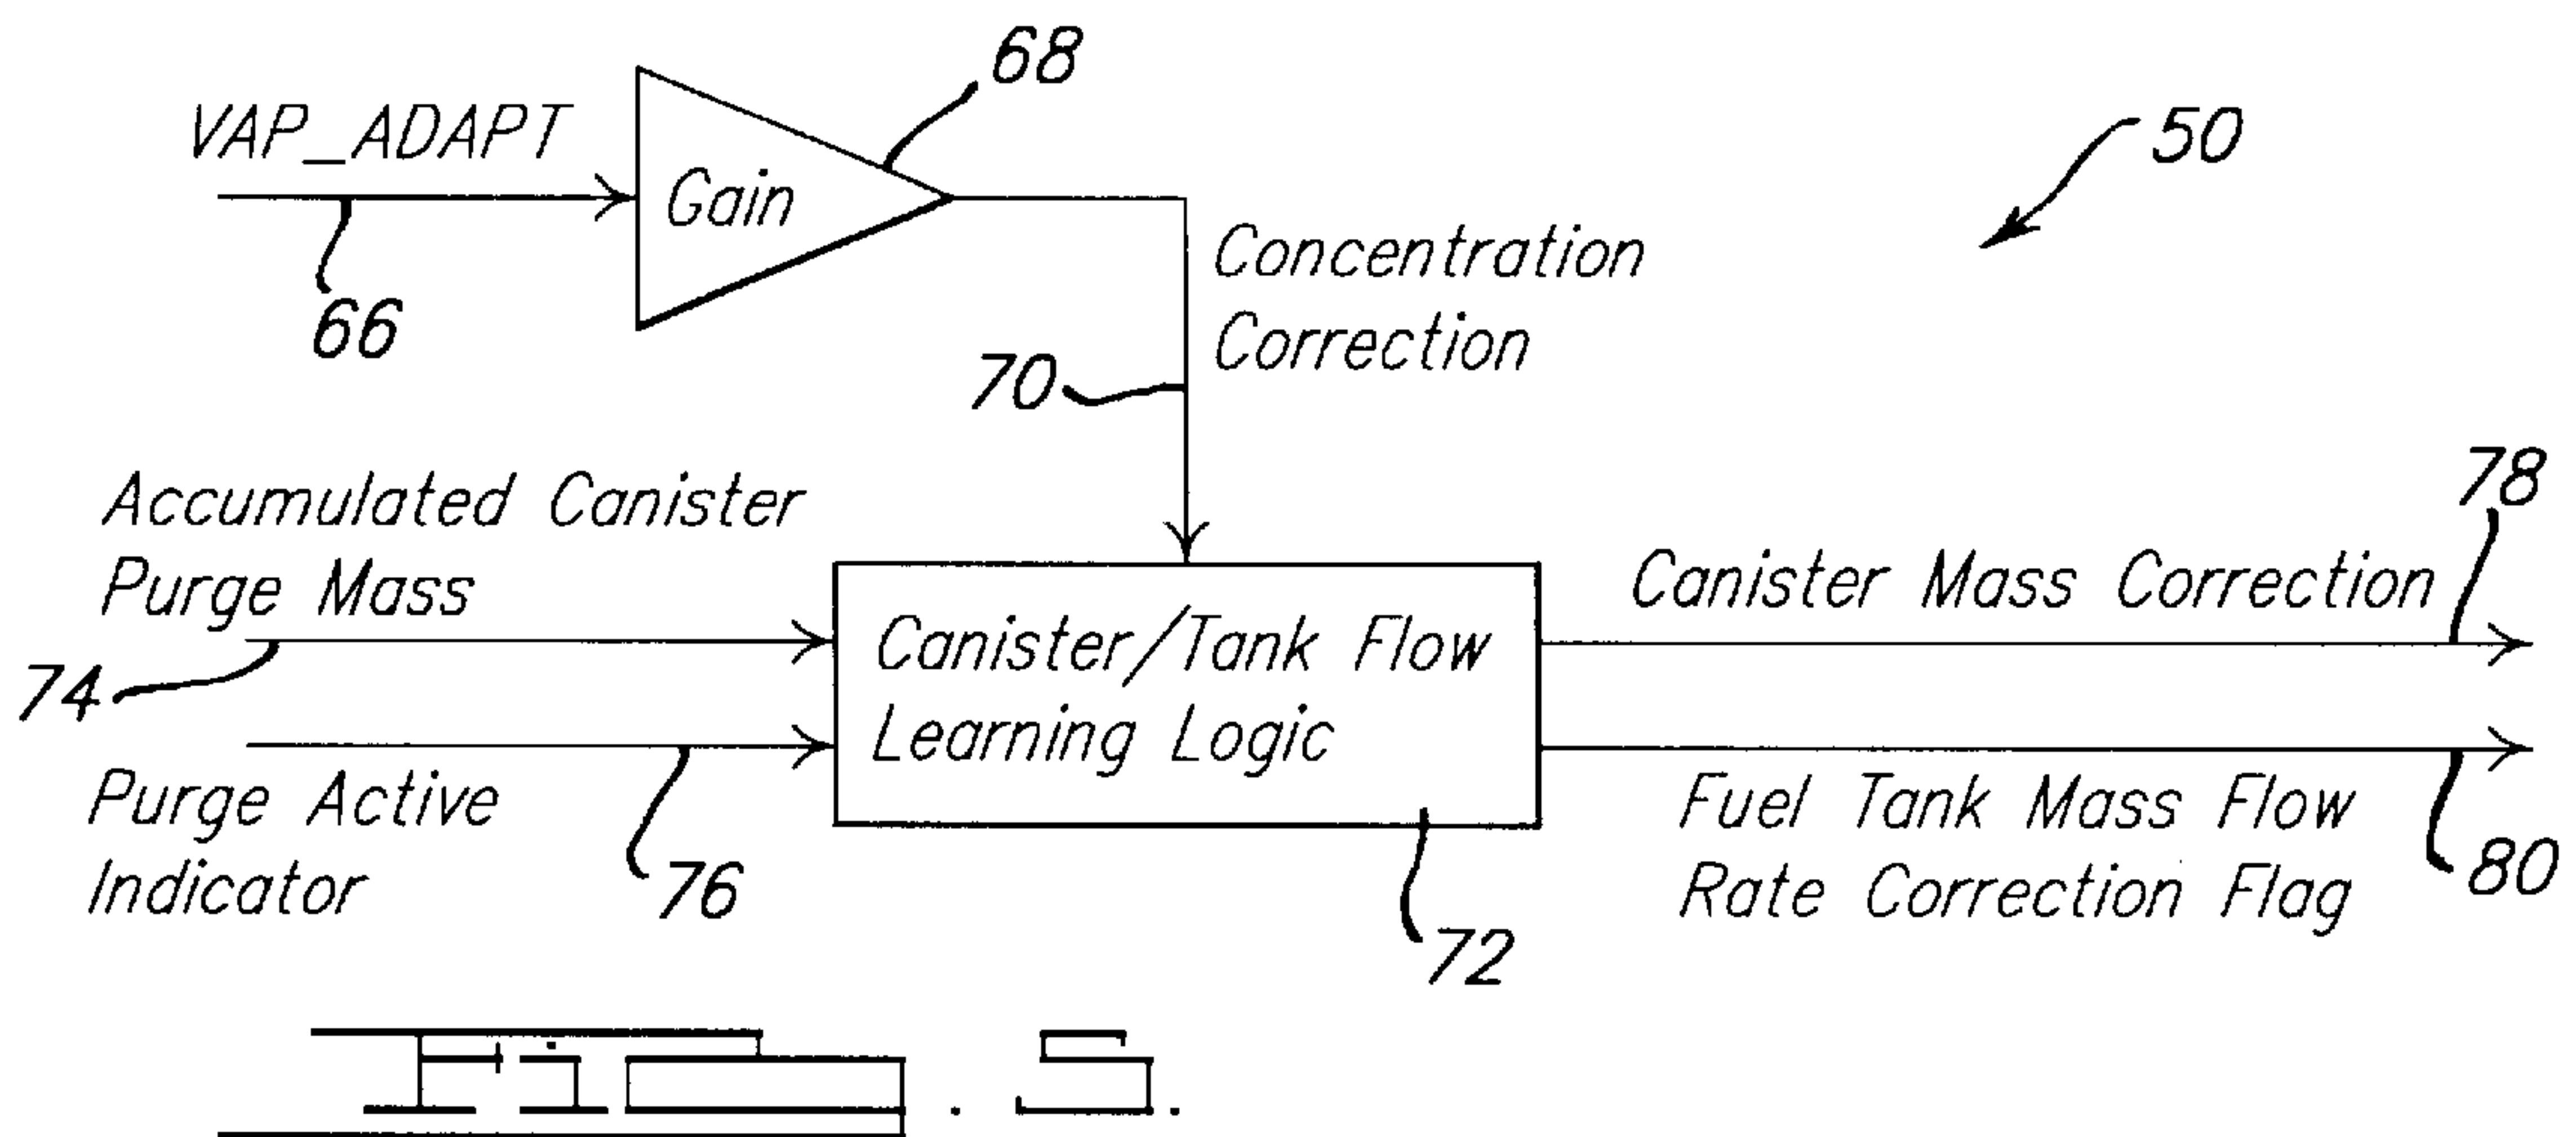 68
VAP_ADAPT
50
Gain
66
Concentration
Correction
70
Accumulated Canister
Purge Mass
78
Canister Mass Correction
74
Canister/Tank Flow
Learning Logic
Purge Active
Indicator
76
Fuel Tank Mass Flow
Rate Correction Flag
80
72
FIG. 5.